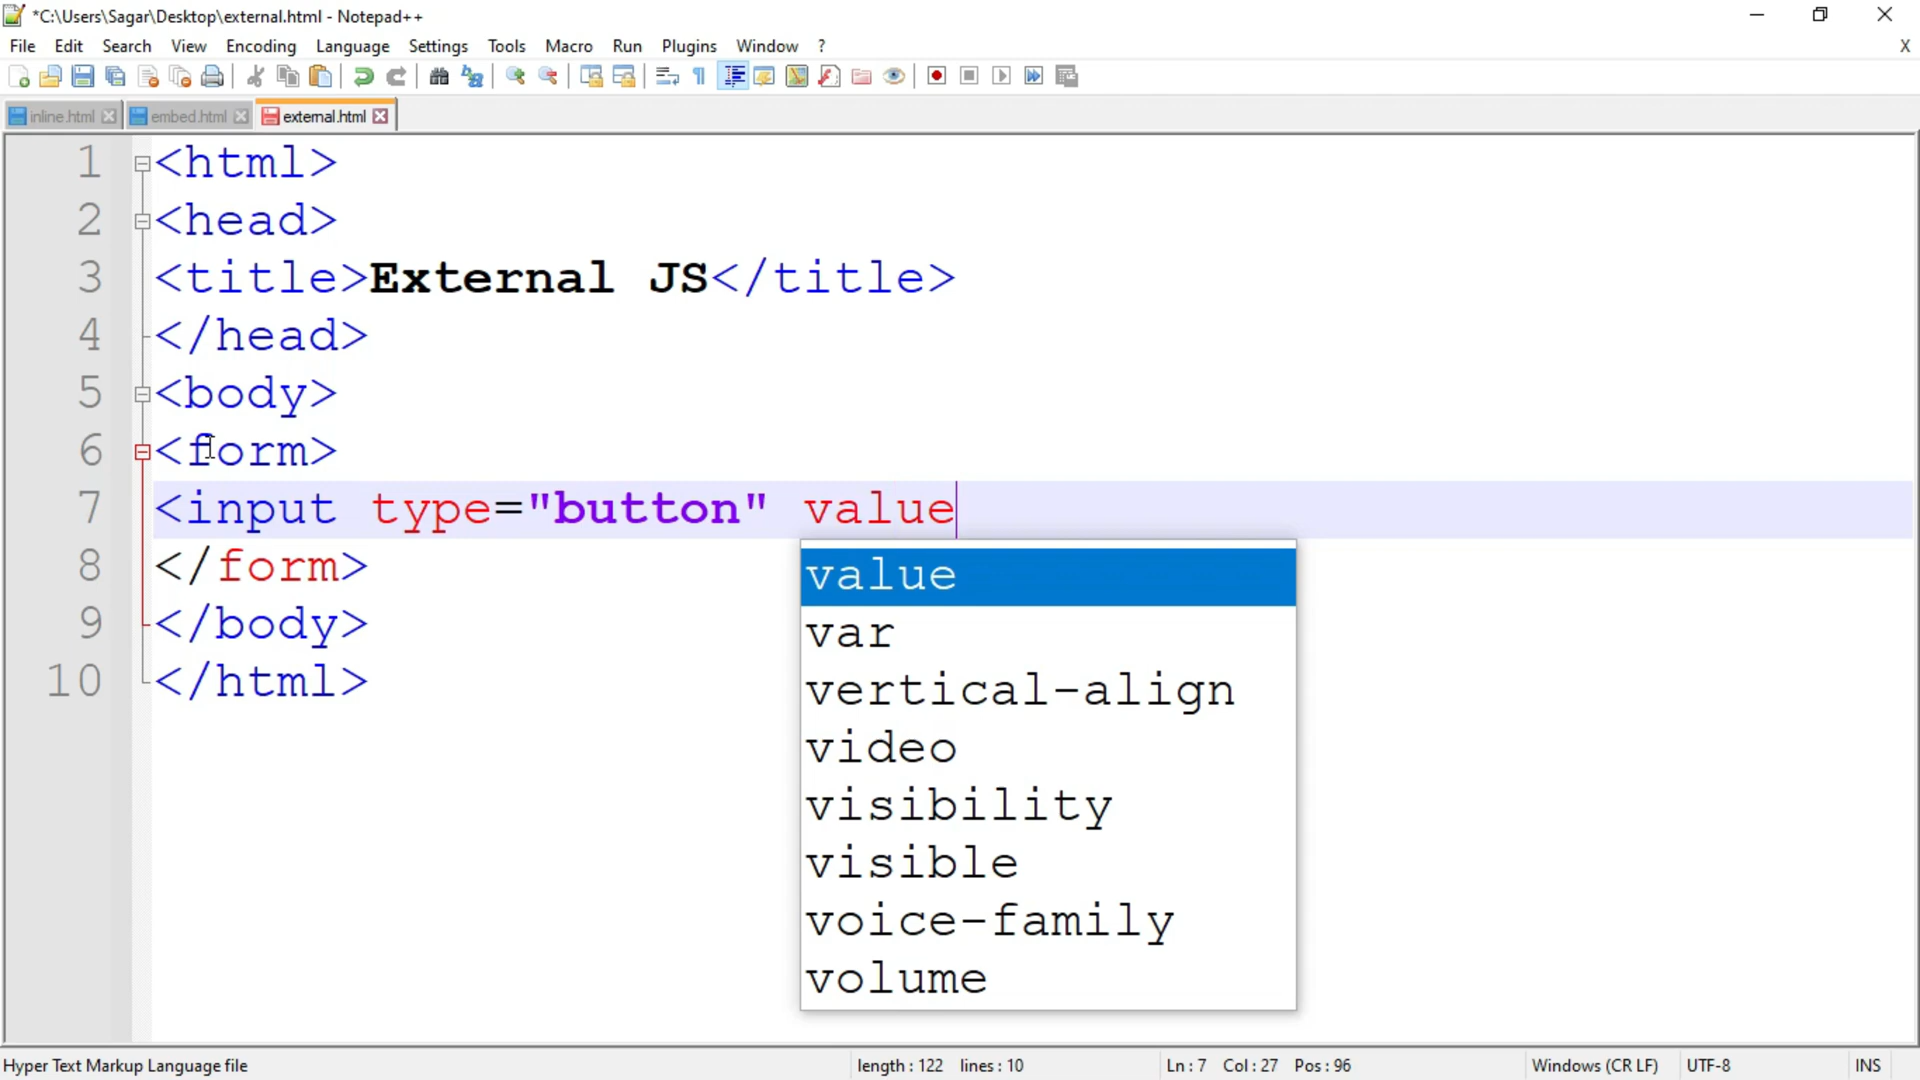 *C:\Users\Sagar\Desktop\external.html - Notepad++
File Edit Search View Encoding Language Settings Tools Macro Run Plugins Window ? X
inline.html embed.html external.html
1 <html>
2 <head>
3 <title>External JS</title>
4 </head>
5 <body>
6 <form>
7 <input type="button" value
8 </form>
9 </body>
10 </html>
value
var
vertical-align
video
visibility
visible
voice-family
volume
Hyper Text Markup Language file length : 122 lines : 10 Ln : 7 Col : 27 Pos : 96 Windows (CR LF) UTF-8 INS